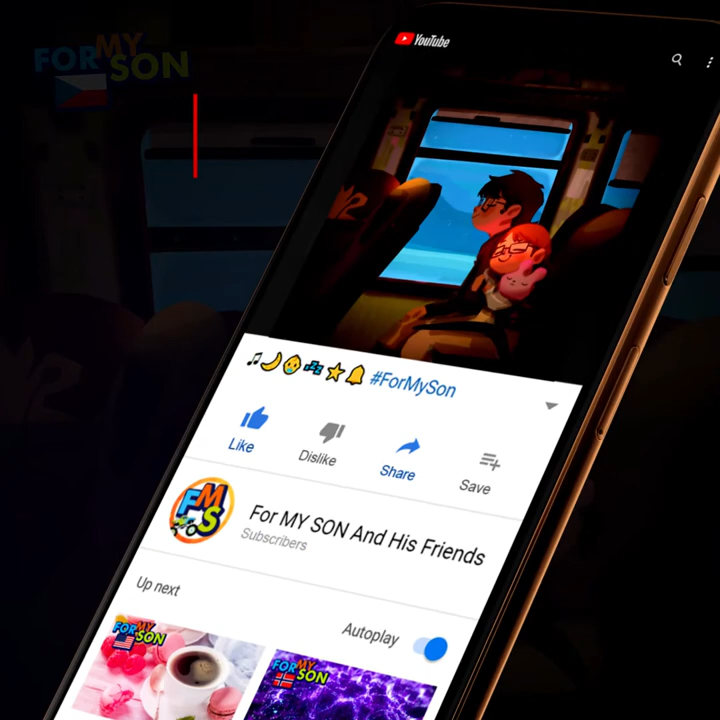 FOR MY SON
YouTube
🎵🌙👶💤⭐🔔 #ForMySon
Like
Dislike
Share
Save
FMS
For MY SON And His Friends
Subscribers
Up next
Autoplay
FOR MY SON
FOR MY SON